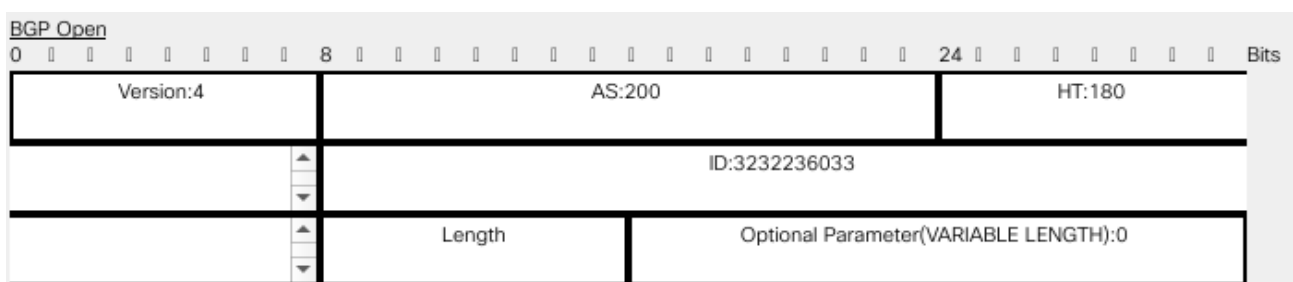 BGP Open
0 8 24 Bits
Version:4 AS:200 HT:180
ID:3232236033
Length Optional Parameter(VARIABLE LENGTH):0